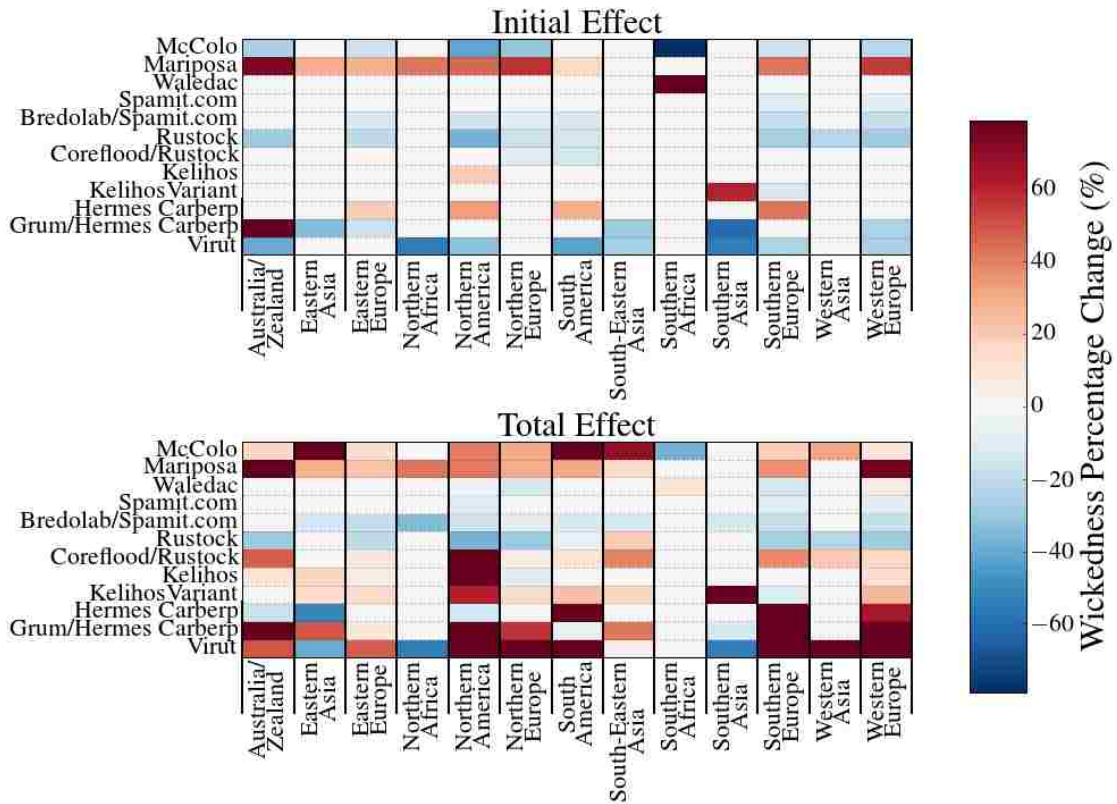 Initial Effect
McColo
Mariposa
Waledac
Spamit.com
Bredolab/Spamit.com
Rustock
Coreflood/Rustock
Kelihos
KelihosVariant
Hermes Carberp
Grum/Hermes Carberp
Virut
Australia/
Zealand
Eastern
Asia
Eastern
Europe
Northern
Africa
Northern
America
Northern
Europe
South
America
South-Eastern
Asia
Southern
Africa
Southern
Asia
Southern
Europe
Western
Asia
Western
Europe
Total Effect
McColo
Mariposa
Waledac
Spamit.com
Bredolab/Spamit.com
Rustock
Coreflood/Rustock
Kelihos
KelihosVariant
Hermes Carberp
Grum/Hermes Carberp
Virut
Australia/
Zealand
Eastern
Asia
Eastern
Europe
Northern
Africa
Northern
America
Northern
Europe
South
America
South-Eastern
Asia
Southern
Africa
Southern
Asia
Southern
Europe
Western
Asia
Western
Europe
60
40
20
0
−20
−40
−60
Wickedness Percentage Change (%)